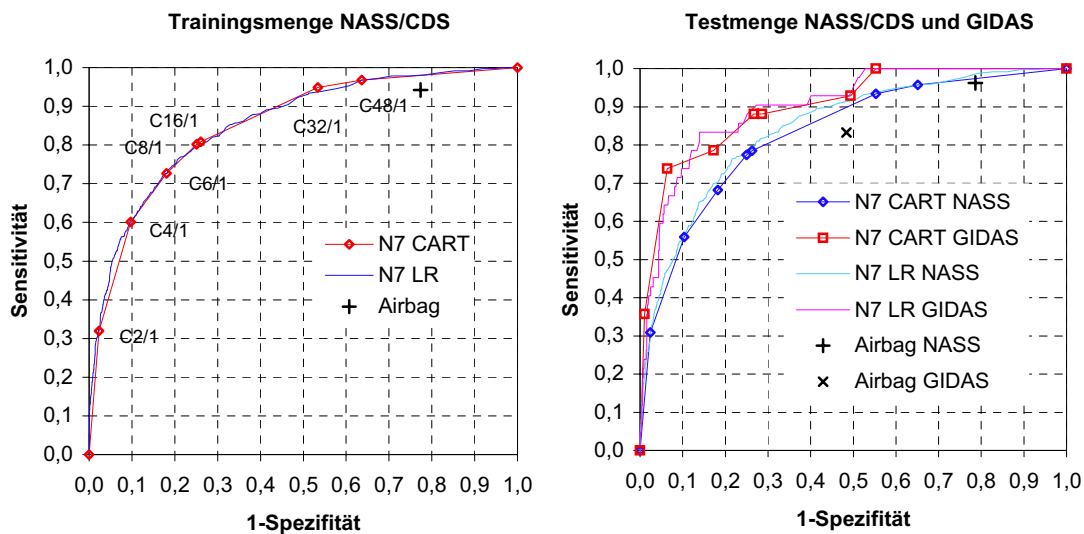 Trainingsmenge NASS/CDS
1,0
0,9
0,8
0,7
0,6
0,5
0,4
0,3
0,2
0,1
0,0
Sensitivität
C48/1
C32/1
C16/1
C8/1
C6/1
C4/1
C2/1
N7 CART
N7 LR
Airbag
0,0 0,1 0,2 0,3 0,4 0,5 0,6 0,7 0,8 0,9 1,0
1-Spezifität
Testmenge NASS/CDS und GIDAS
1,0
0,9
0,8
0,7
0,6
0,5
0,4
0,3
0,2
0,1
0,0
Sensitivität
N7 CART NASS
N7 CART GIDAS
N7 LR NASS
N7 LR GIDAS
Airbag NASS
Airbag GIDAS
0,0 0,1 0,2 0,3 0,4 0,5 0,6 0,7 0,8 0,9 1,0
1-Spezifität